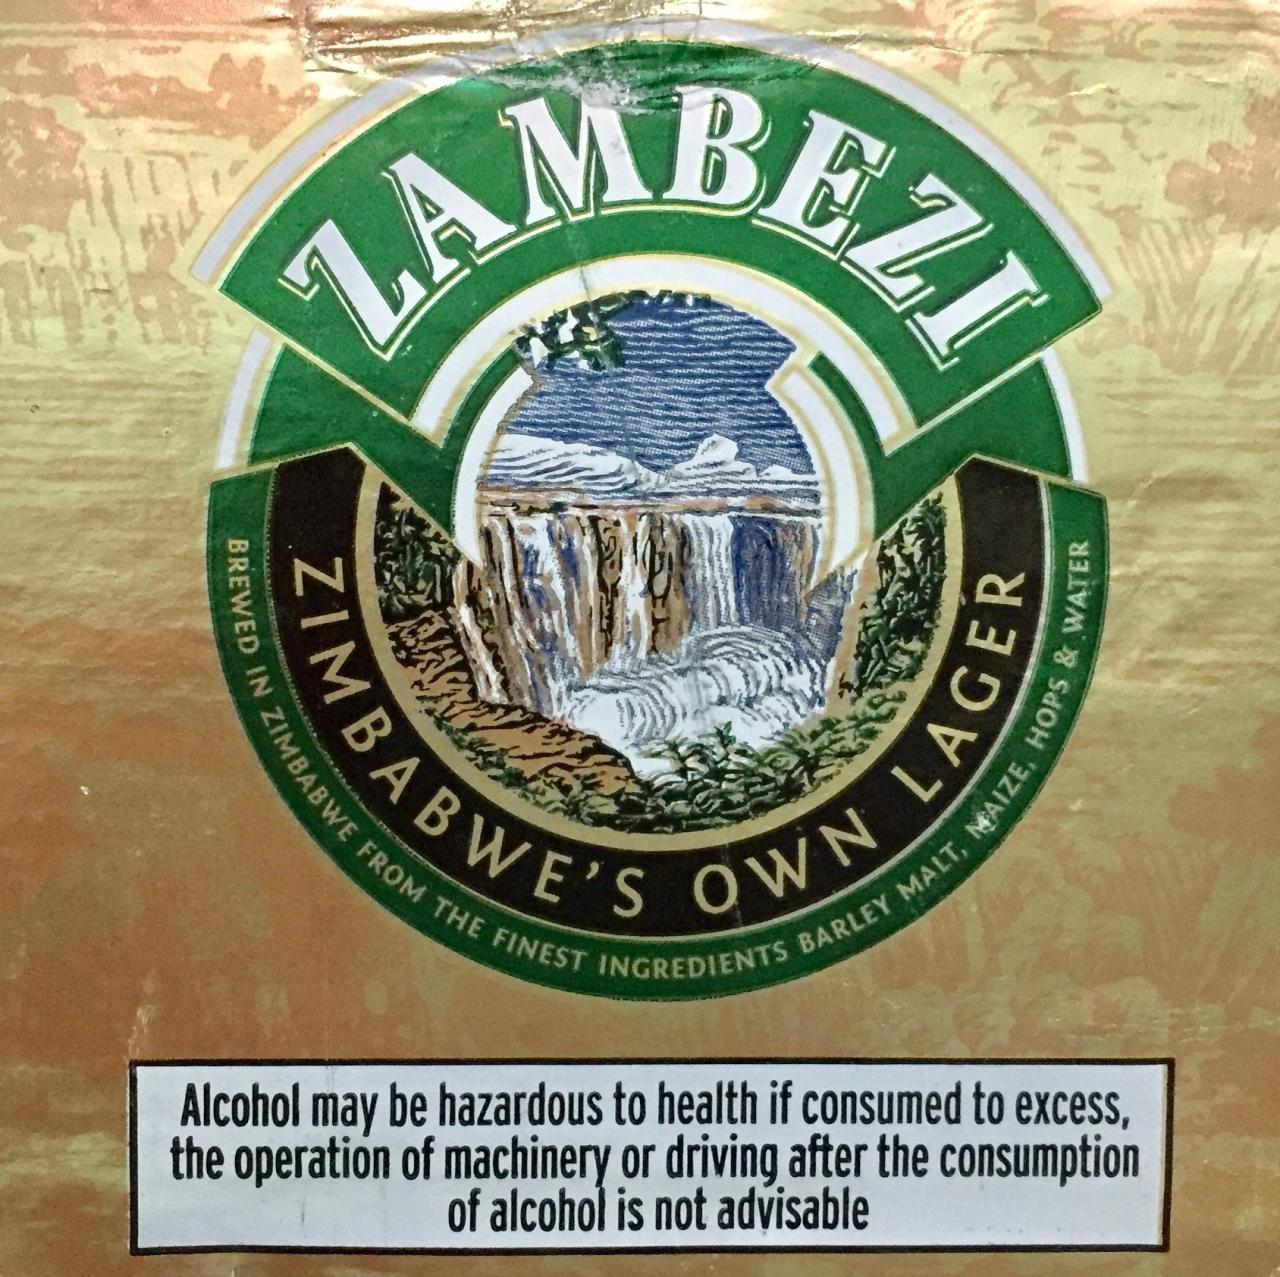 ZAMBEZI
ZIMBABWE'S OWN LAGER
BREWED IN ZIMBABWE FROM THE FINEST INGREDIENTS BARLEY MALT, MAIZE, HOPS & WATER
Alcohol may be hazardous to health if consumed to excess,
the operation of machinery or driving after the consumption
of alcohol is not advisable